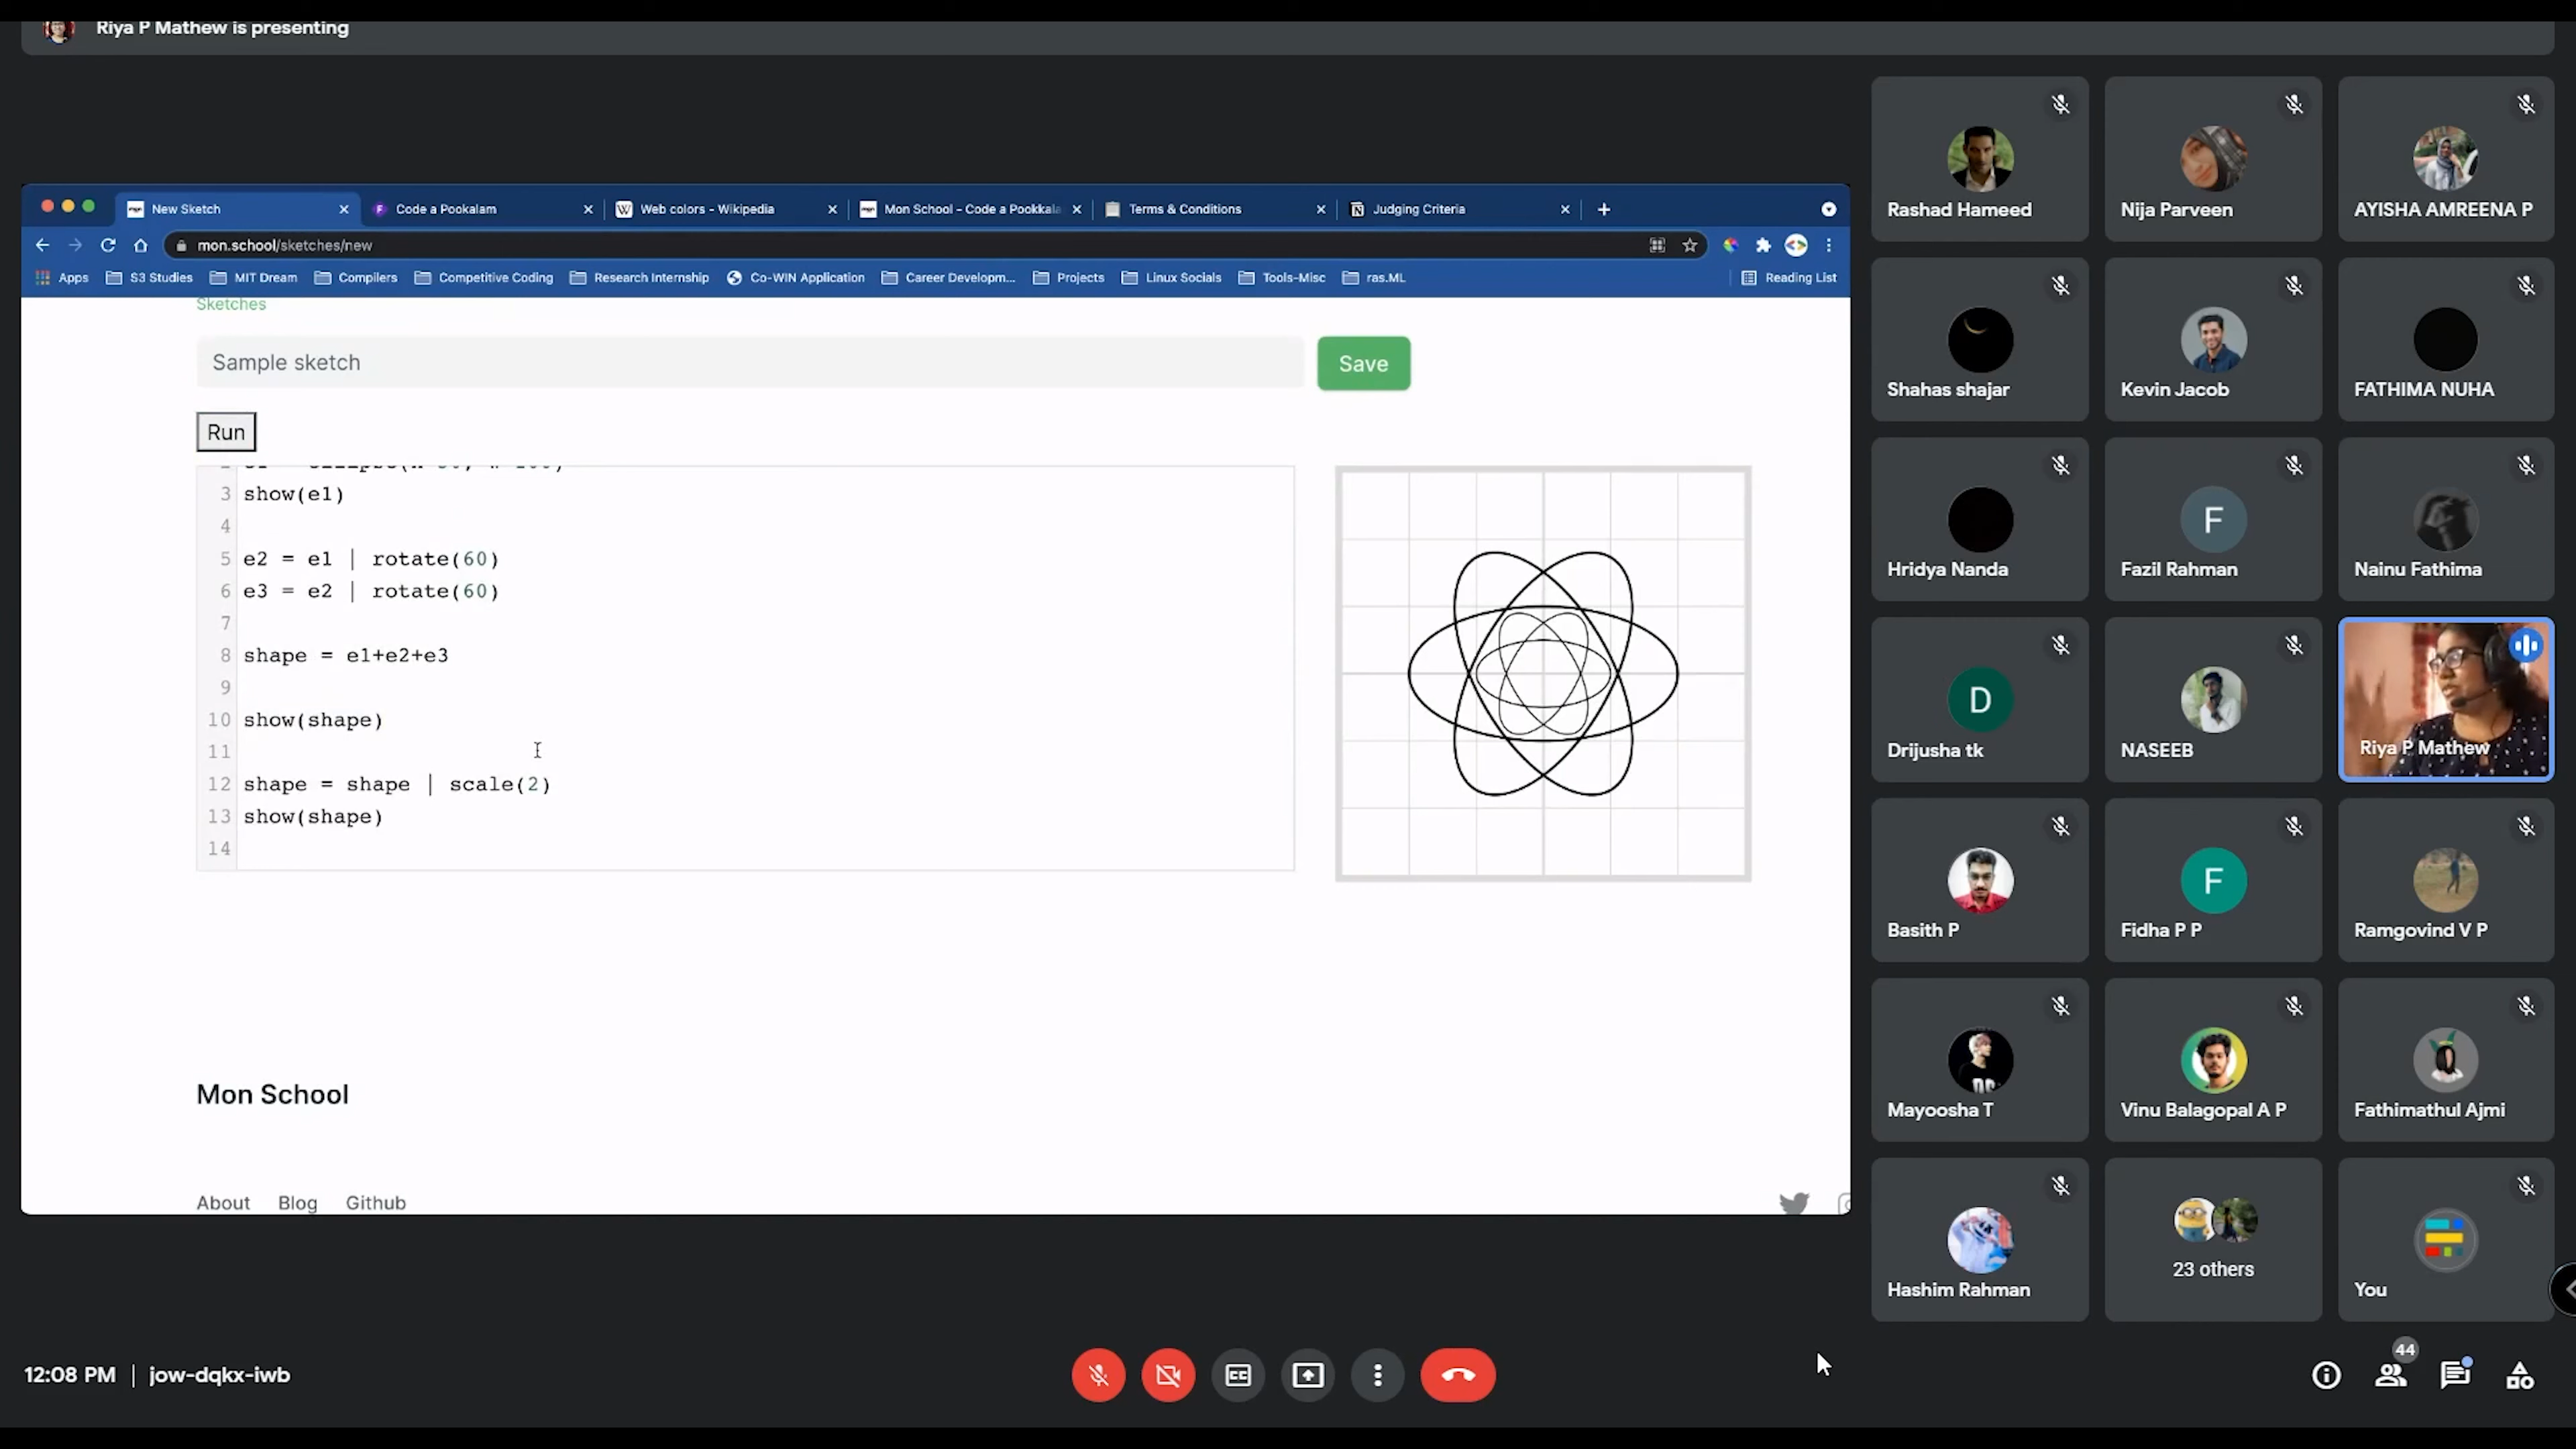 Riya P Mathew is presenting
New Sketch
Code a Pookalam
Web colors - Wikipedia
Mon School - Code a Pookkala
Terms & Conditions
Judging Criteria
mon.school/sketches/new
Apps
S3 Studies
MIT Dream
Compilers
Competitive Coding
Research Internship
Co-WIN Application
Career Developm...
Projects
Linux Socials
Tools-Misc
ras.ML
Reading List
Sketches
Sample sketch
Save
Run
3 show(e1)
4
5 e2 = e1 | rotate(60)
6 e3 = e2 | rotate(60)
7
8 shape = e1+e2+e3
9
10 show(shape)
11
12 shape = shape | scale(2)
13 show(shape)
14
Mon School
About Blog Github
Rashad Hameed
Nija Parveen
AYISHA AMREENA P
Shahas shajar
Kevin Jacob
FATHIMA NUHA
Hridya Nanda
F
Fazil Rahman
Nainu Fathima
D
Drijusha tk
NASEEB
Riya P Mathew
Basith P
F
Fidha P P
Ramgovind V P
Mayoosha T
Vinu Balagopal A P
Fathimathul Ajmi
Hashim Rahman
23 others
You
12:08 PM | jow-dqkx-iwb
44